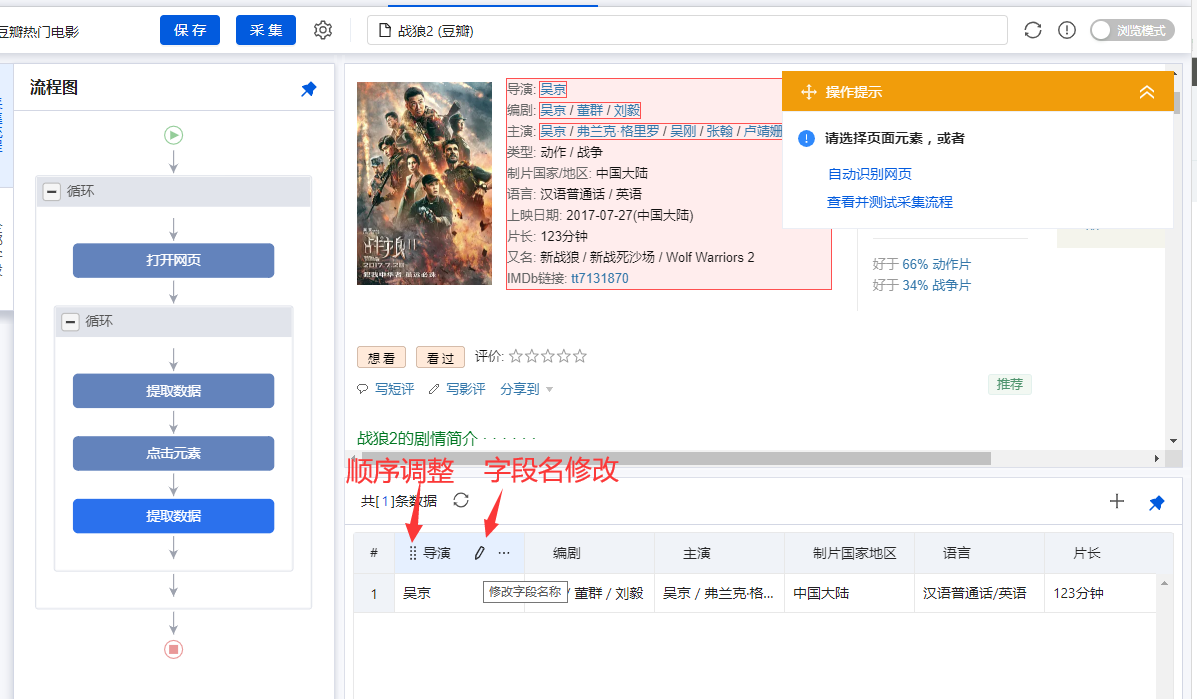 豆瓣热门电影
保 存
采 集
战狼2 (豆瓣)
浏览模式
流程图
循环
打开网页
循环
提取数据
点击元素
提取数据
战狼II
2017.7.28
导演: 吴京
编剧: 吴京 / 董群 / 刘毅
主演: 吴京 / 弗兰克·格里罗 / 吴刚 / 张翰 / 卢靖姗
类型: 动作 / 战争
制片国家/地区: 中国大陆
语言: 汉语普通话 / 英语
上映日期: 2017-07-27(中国大陆)
片长: 123分钟
又名: 新战狼 / 新战死沙场 / Wolf Warriors 2
IMDb链接: tt7131870
操作提示
请选择页面元素，或者
自动识别网页
查看并测试采集流程
好于 66% 动作片
好于 34% 战争片
想看
看过
评价:
写短评
写影评
分享到
推荐
战狼2的剧情简介 · · · · · ·
顺序调整
字段名修改
共[1]条数据
# 导演 ··· 编剧 主演 制片国家地区 语言 片长
1 吴京 / 董群 / 刘毅 吴京 / 弗兰克·格... 中国大陆 汉语普通话/英语 123分钟
修改字段名称